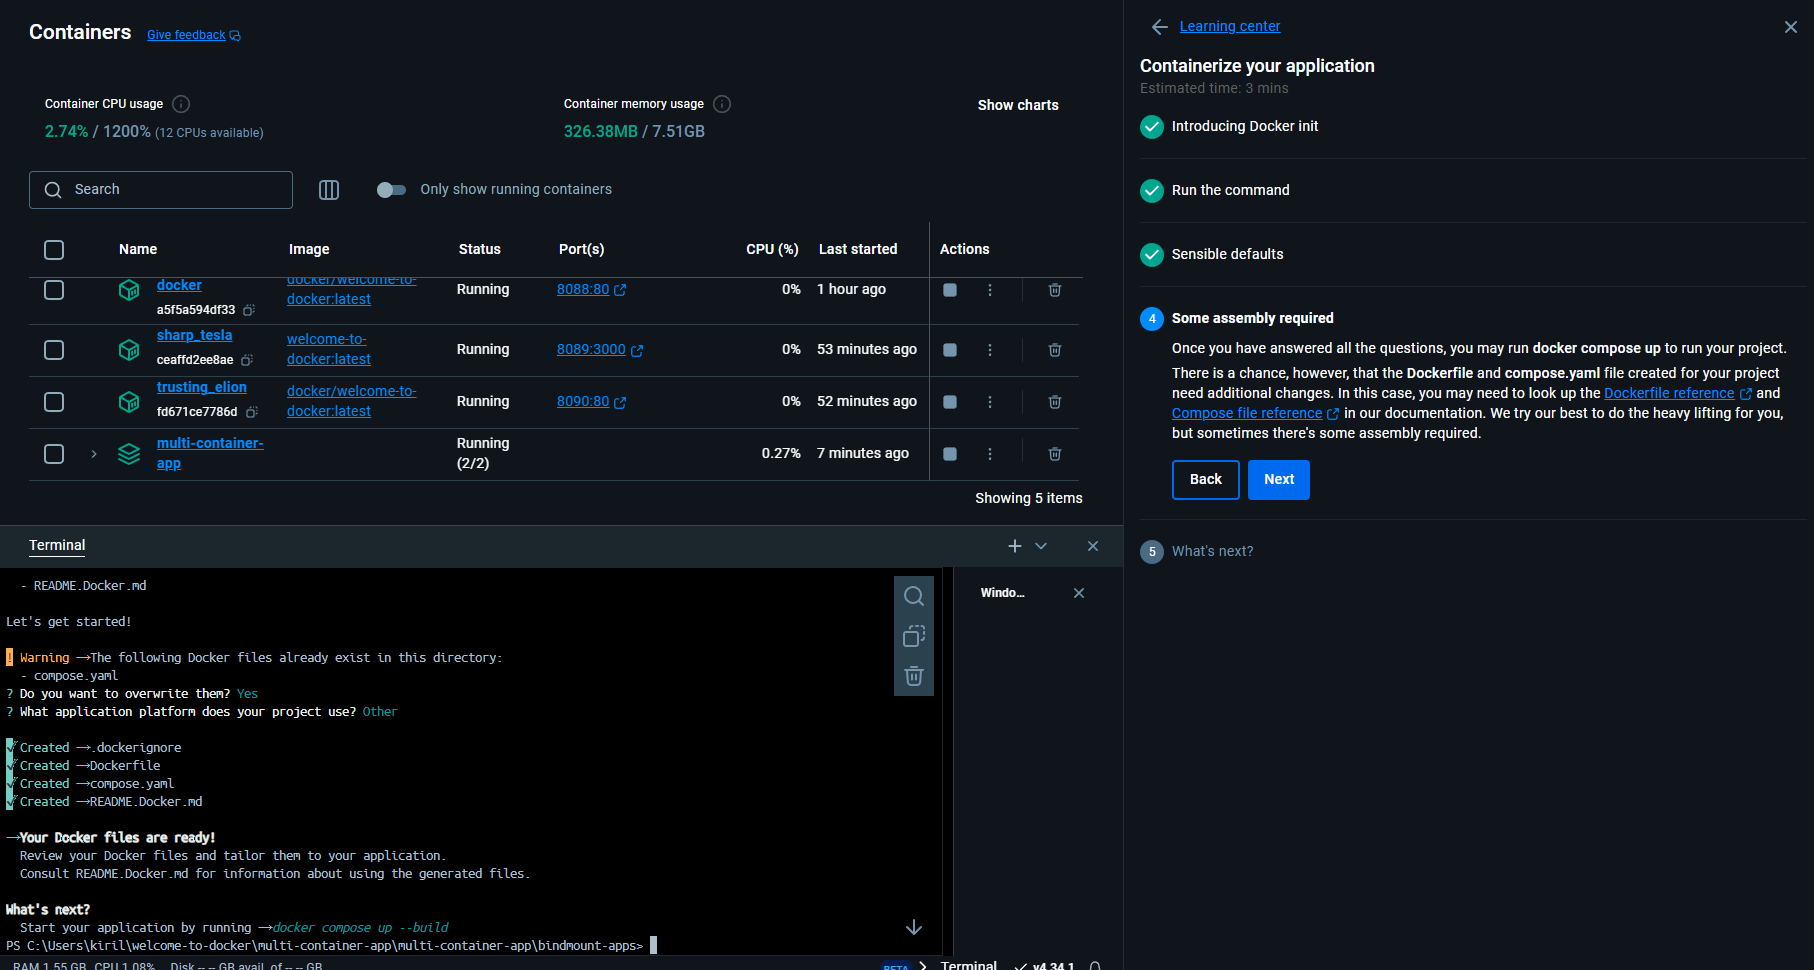 Containers Give feedback
Container CPU usage
2.74% / 1200% (12 CPUs available)
Container memory usage
326.38MB / 7.51GB
Show charts
Search
Only show running containers
Name Image Status Port(s) CPU (%) Last started Actions
docker docker/welcome-to- Running 8088:80 0% 1 hour ago
a5f5a594df33 docker:latest
sharp_tesla welcome-to- Running 8089:3000 0% 53 minutes ago
ceaffd2ee8ae docker:latest
trusting_elion docker/welcome-to- Running 8090:80 0% 52 minutes ago
fd671ce7786d docker:latest
multi-container- Running 0.27% 7 minutes ago
app (2/2)
Showing 5 items
Terminal
- README.Docker.md
Let's get started!
! Warning →The following Docker files already exist in this directory:
- compose.yaml
? Do you want to overwrite them? Yes
? What application platform does your project use? Other
✓ Created →.dockerignore
✓ Created →Dockerfile
✓ Created →compose.yaml
✓ Created →README.Docker.md
→Your Docker files are ready!
Review your Docker files and tailor them to your application.
Consult README.Docker.md for information about using the generated files.
What's next?
Start your application by running →docker compose up --build
PS C:\Users\kiril\welcome-to-docker\multi-container-app\multi-container-app\bindmount-apps>
Windo...
RAM 1.55 GB CPU 1.08% Disk -.-- GB avail. of -.-- GB
BETA Terminal v4.34.1
Learning center
Containerize your application
Estimated time: 3 mins
Introducing Docker init
Run the command
Sensible defaults
4 Some assembly required
Once you have answered all the questions, you may run docker compose up to run your project.
There is a chance, however, that the Dockerfile and compose.yaml file created for your project
need additional changes. In this case, you may need to look up the Dockerfile reference and
Compose file reference in our documentation. We try our best to do the heavy lifting for you,
but sometimes there's some assembly required.
Back Next
5 What's next?